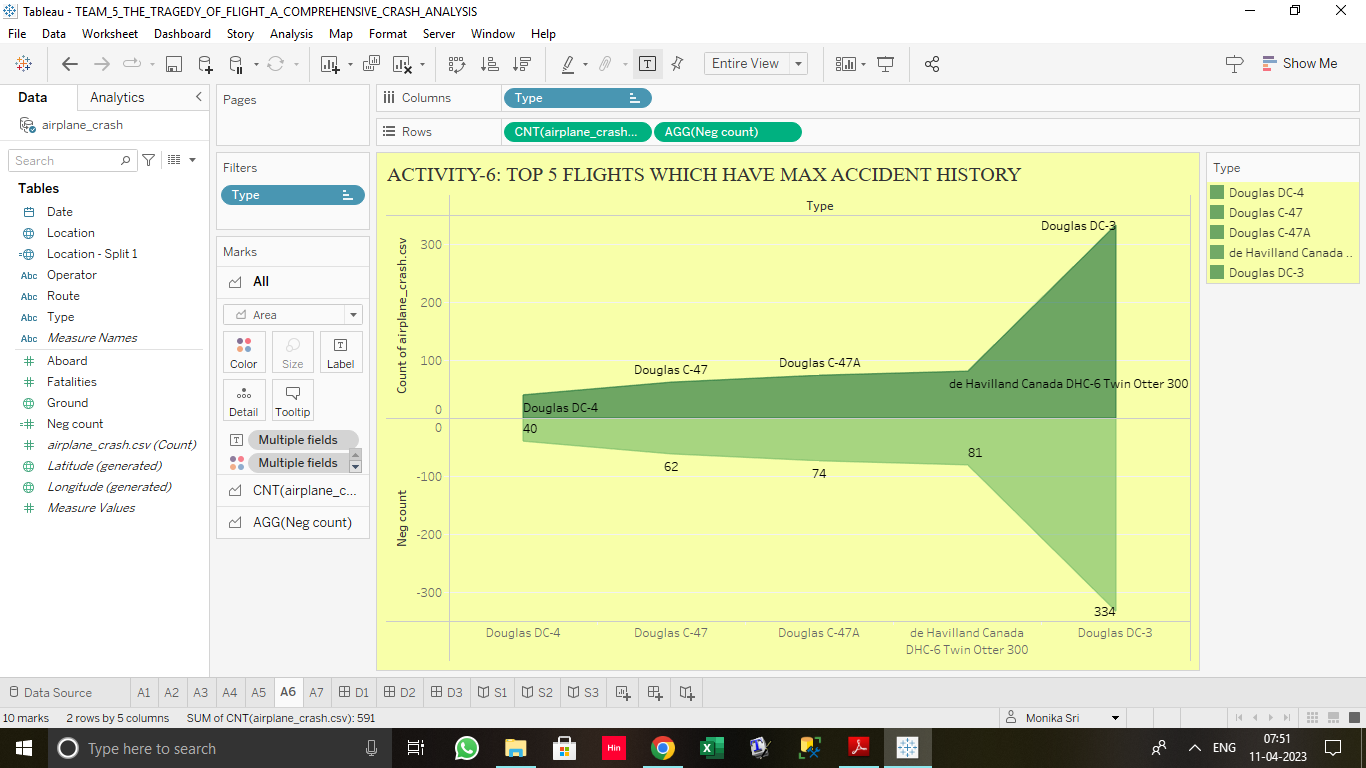 Tableau - TEAM_5_THE_TRAGEDY_OF_FLIGHT_A_COMPREHENSIVE_CRASH_ANALYSIS
File Data Worksheet Dashboard Story Analysis Map Format Server Window Help
Entire View
Show Me
Data Analytics
airplane_crash
Search
Tables
Date
Location
Location - Split 1
Abc Operator
Abc Route
Abc Type
Abc Measure Names
Aboard
Fatalities
Ground
Neg count
airplane_crash.csv (Count)
Latitude (generated)
Longitude (generated)
Measure Values
Pages
Filters
Type
Marks
All
Area
Color Size Label
Detail Tooltip
Multiple fields
Multiple fields
CNT(airplane_c...
AGG(Neg count)
Columns Type
Rows CNT(airplane_crash... AGG(Neg count)
ACTIVITY-6: TOP 5 FLIGHTS WHICH HAVE MAX ACCIDENT HISTORY
Type
Count of airplane_crash.csv
300
200
100
0
Douglas DC-4
Douglas C-47
Douglas C-47A
de Havilland Canada DHC-6 Twin Otter 300
Douglas DC-3
Neg count
0
-100
-200
-300
40
62
74
81
334
Douglas DC-4
Douglas C-47
Douglas C-47A
de Havilland Canada
DHC-6 Twin Otter 300
Douglas DC-3
Type
Douglas DC-4
Douglas C-47
Douglas C-47A
de Havilland Canada ..
Douglas DC-3
Data Source A1 A2 A3 A4 A5 A6 A7 D1 D2 D3 S1 S2 S3
10 marks 2 rows by 5 columns SUM of CNT(airplane_crash.csv): 591
Monika Sri
Type here to search
Hin
ENG
07:51
11-04-2023